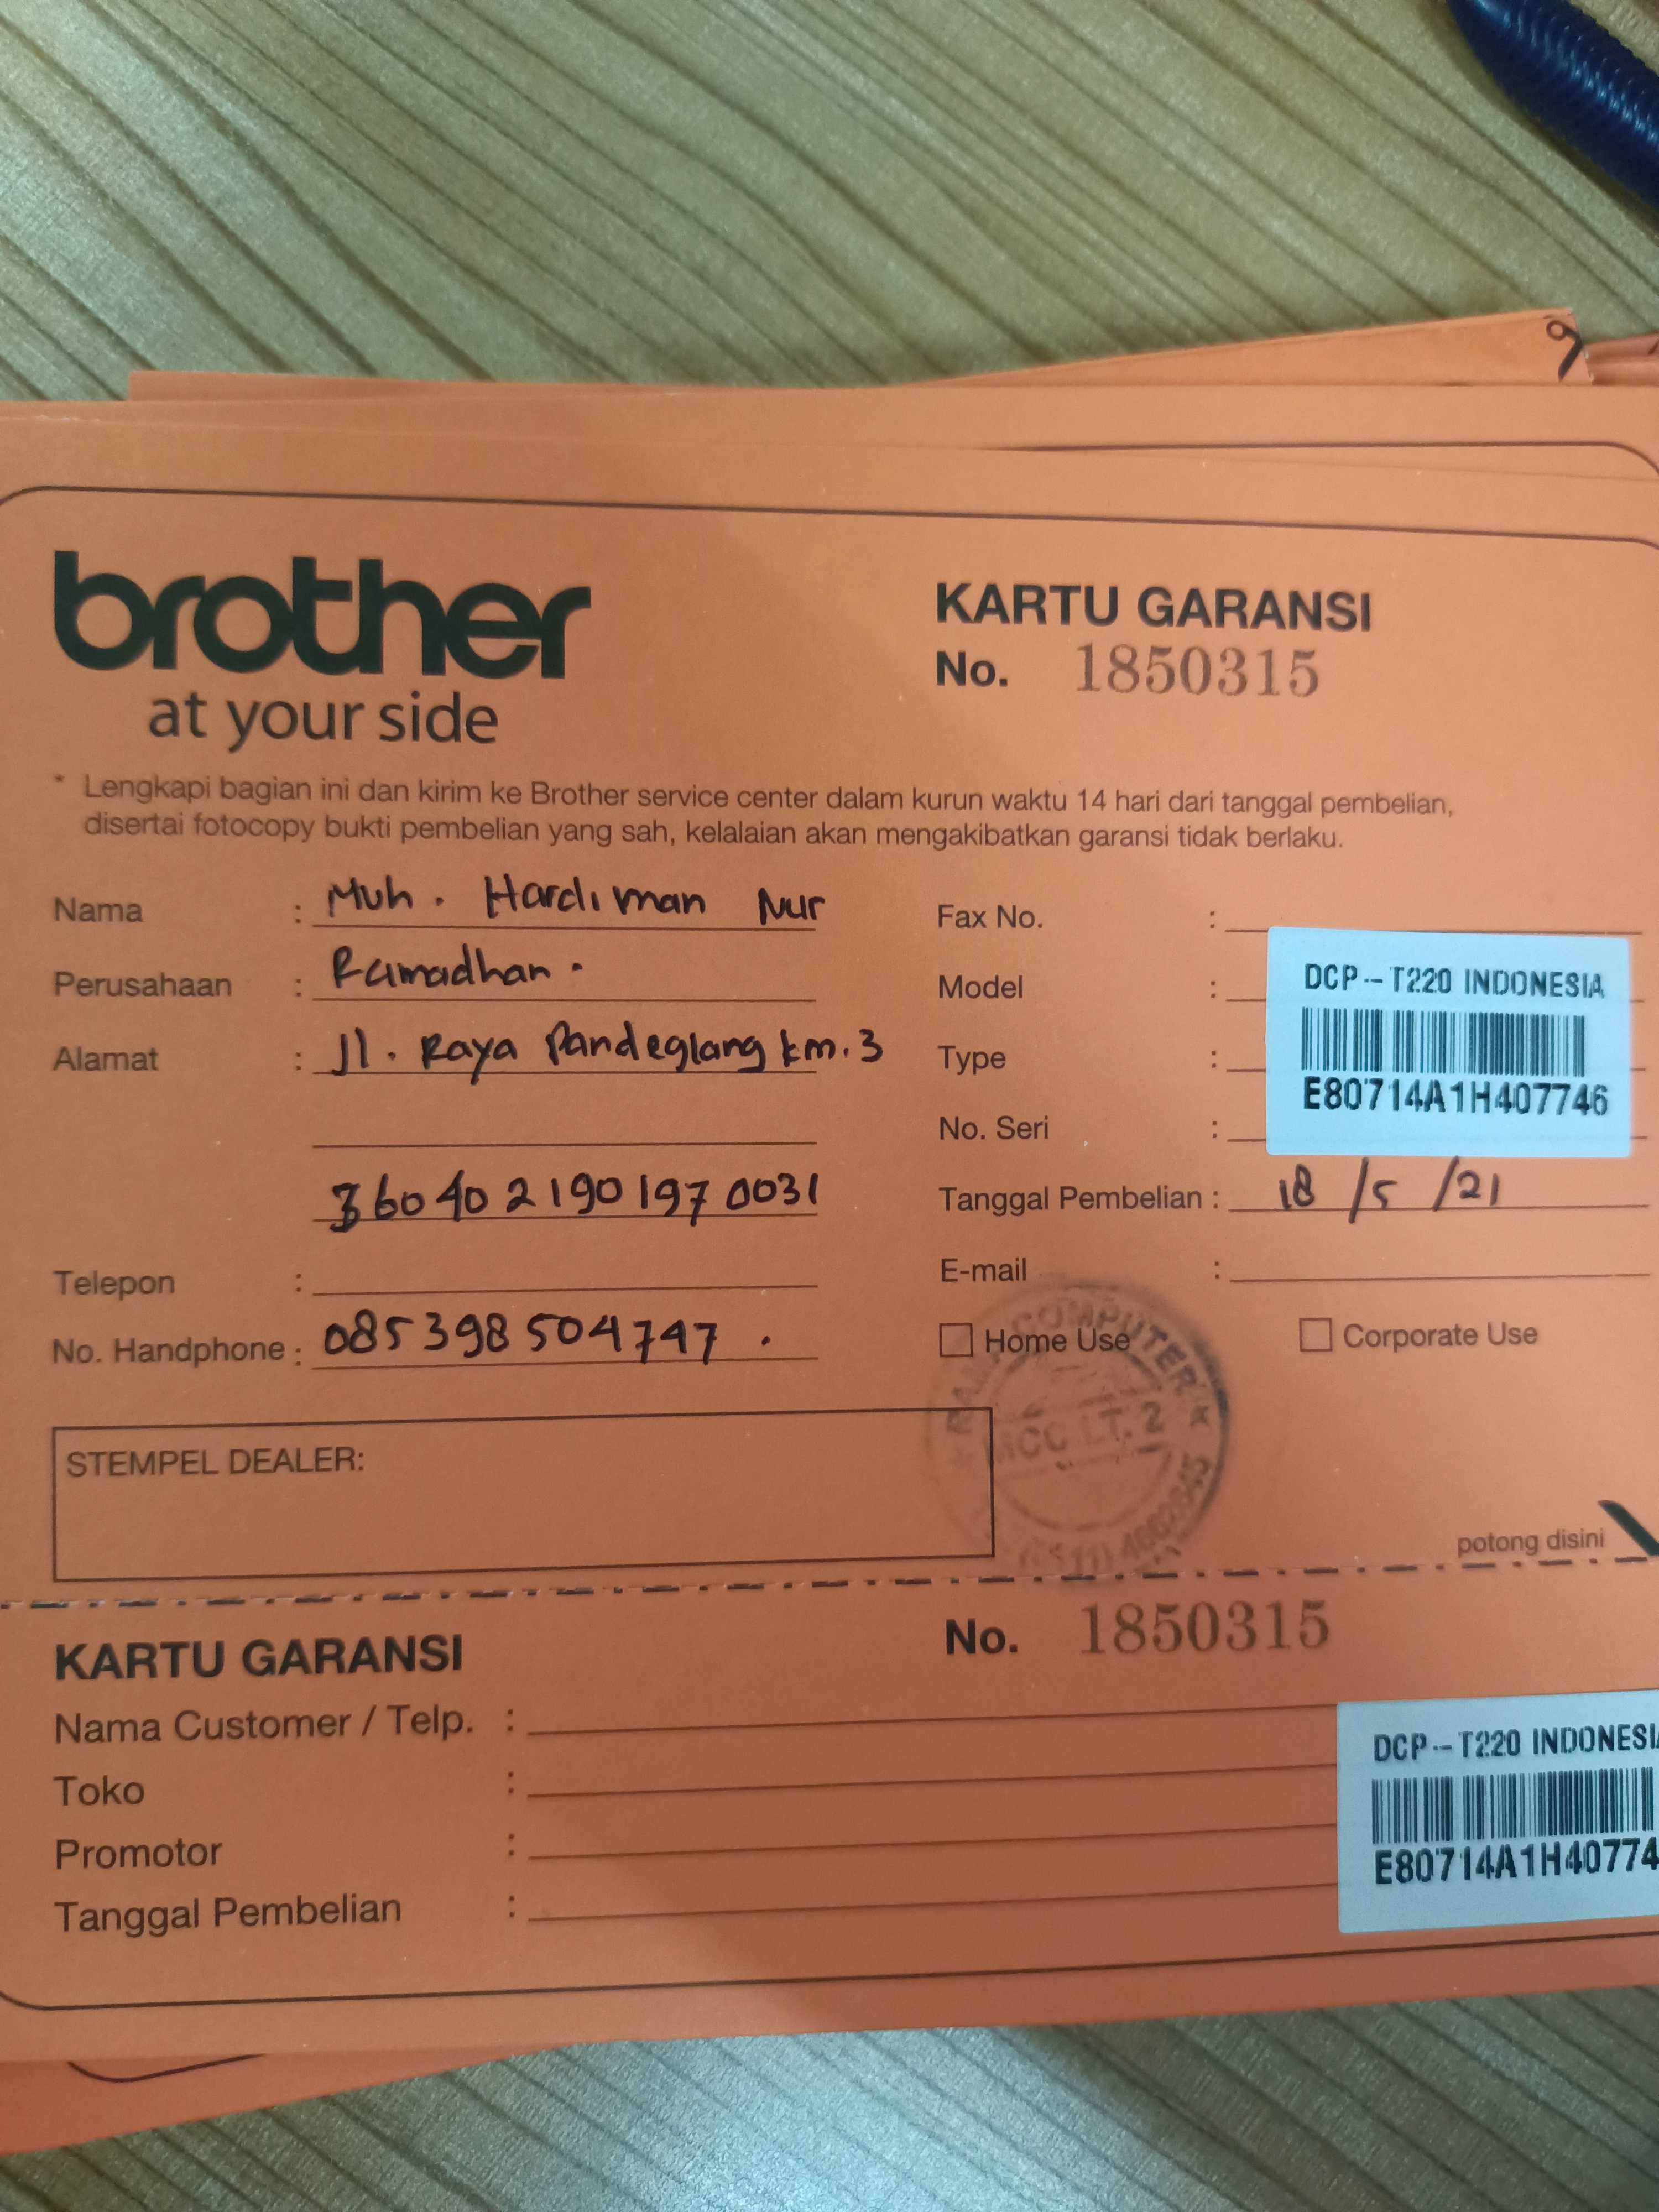 brother
at your side
KARTU GARANSI
No. 1850315
* Lengkapi bagian ini dan kirim ke Brother service center dalam kurun waktu 14 hari dari tanggal pembelian,
disertai fotocopy bukti pembelian yang sah, kelalaian akan mengakibatkan garansi tidak berlaku.
Nama : Muh. Hardiman Nur
Perusahaan : Ramadhan.
Alamat : Jl. Raya Pandeglang km. 3
3604021901970031
Telepon :
No. Handphone : 085398504747.
Fax No. :
Model :
Type :
No. Seri :
DCP-T220 INDONESIA
E80714A1H407746
Tanggal Pembelian : 18/5/21
E-mail :
Home Use
Corporate Use
COMPUTER
MCC LT. 2
STEMPEL DEALER:
potong disini
KARTU GARANSI
No. 1850315
Nama Customer / Telp. :
Toko :
Promotor :
Tanggal Pembelian :
DCP-T220 INDONESI
E80714A1H40774